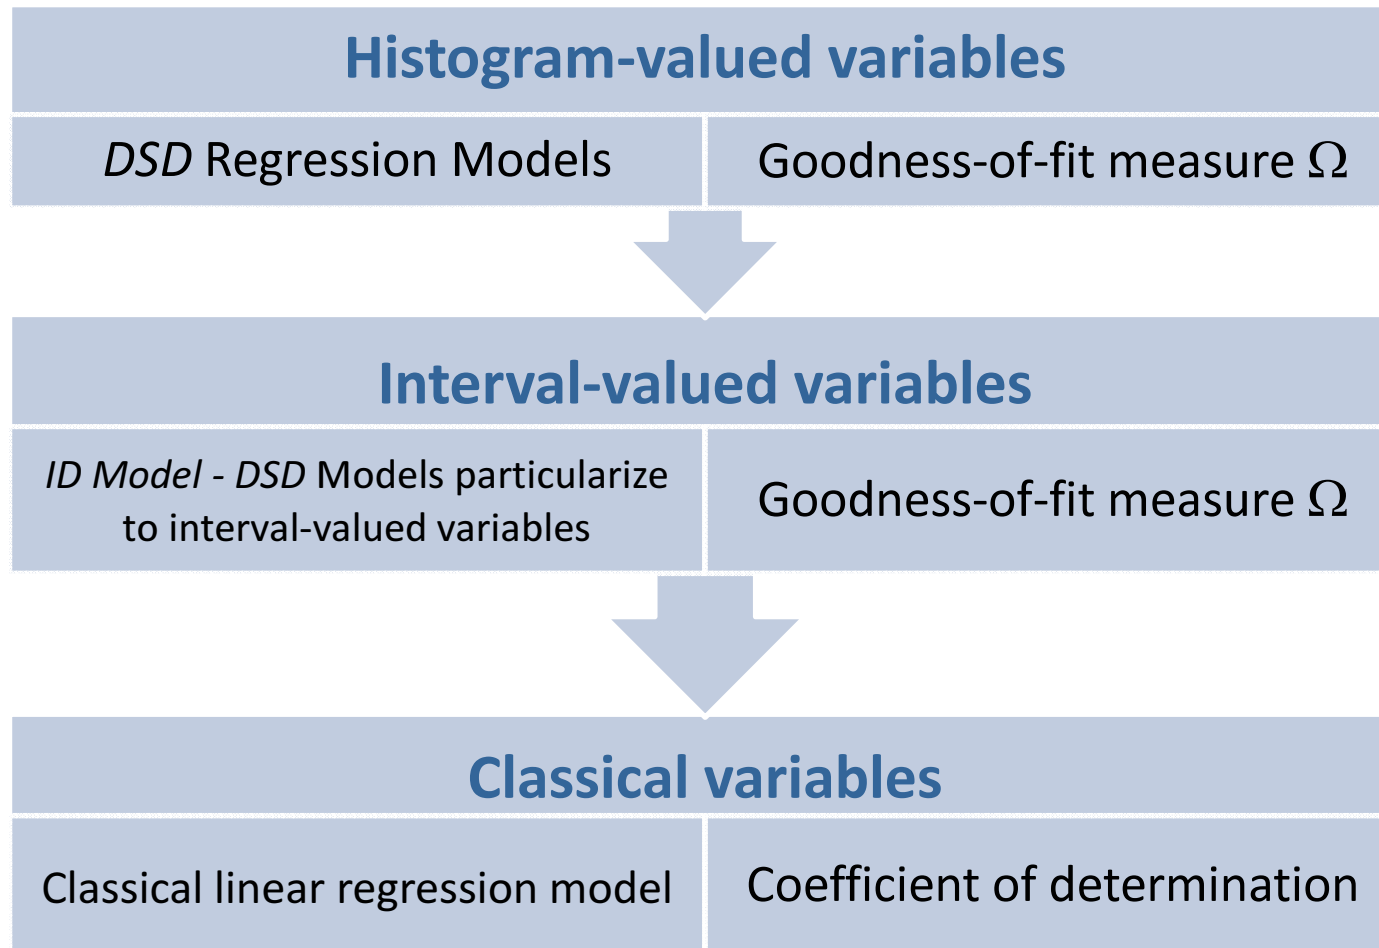 Histogram-valued variables
DSD Regression Models
Goodness-of-fit measure Ω
Interval-valued variables
ID Model - DSD Models particularize
to interval-valued variables
Goodness-of-fit measure Ω
Classical variables
Classical linear regression model
Coefficient of determination